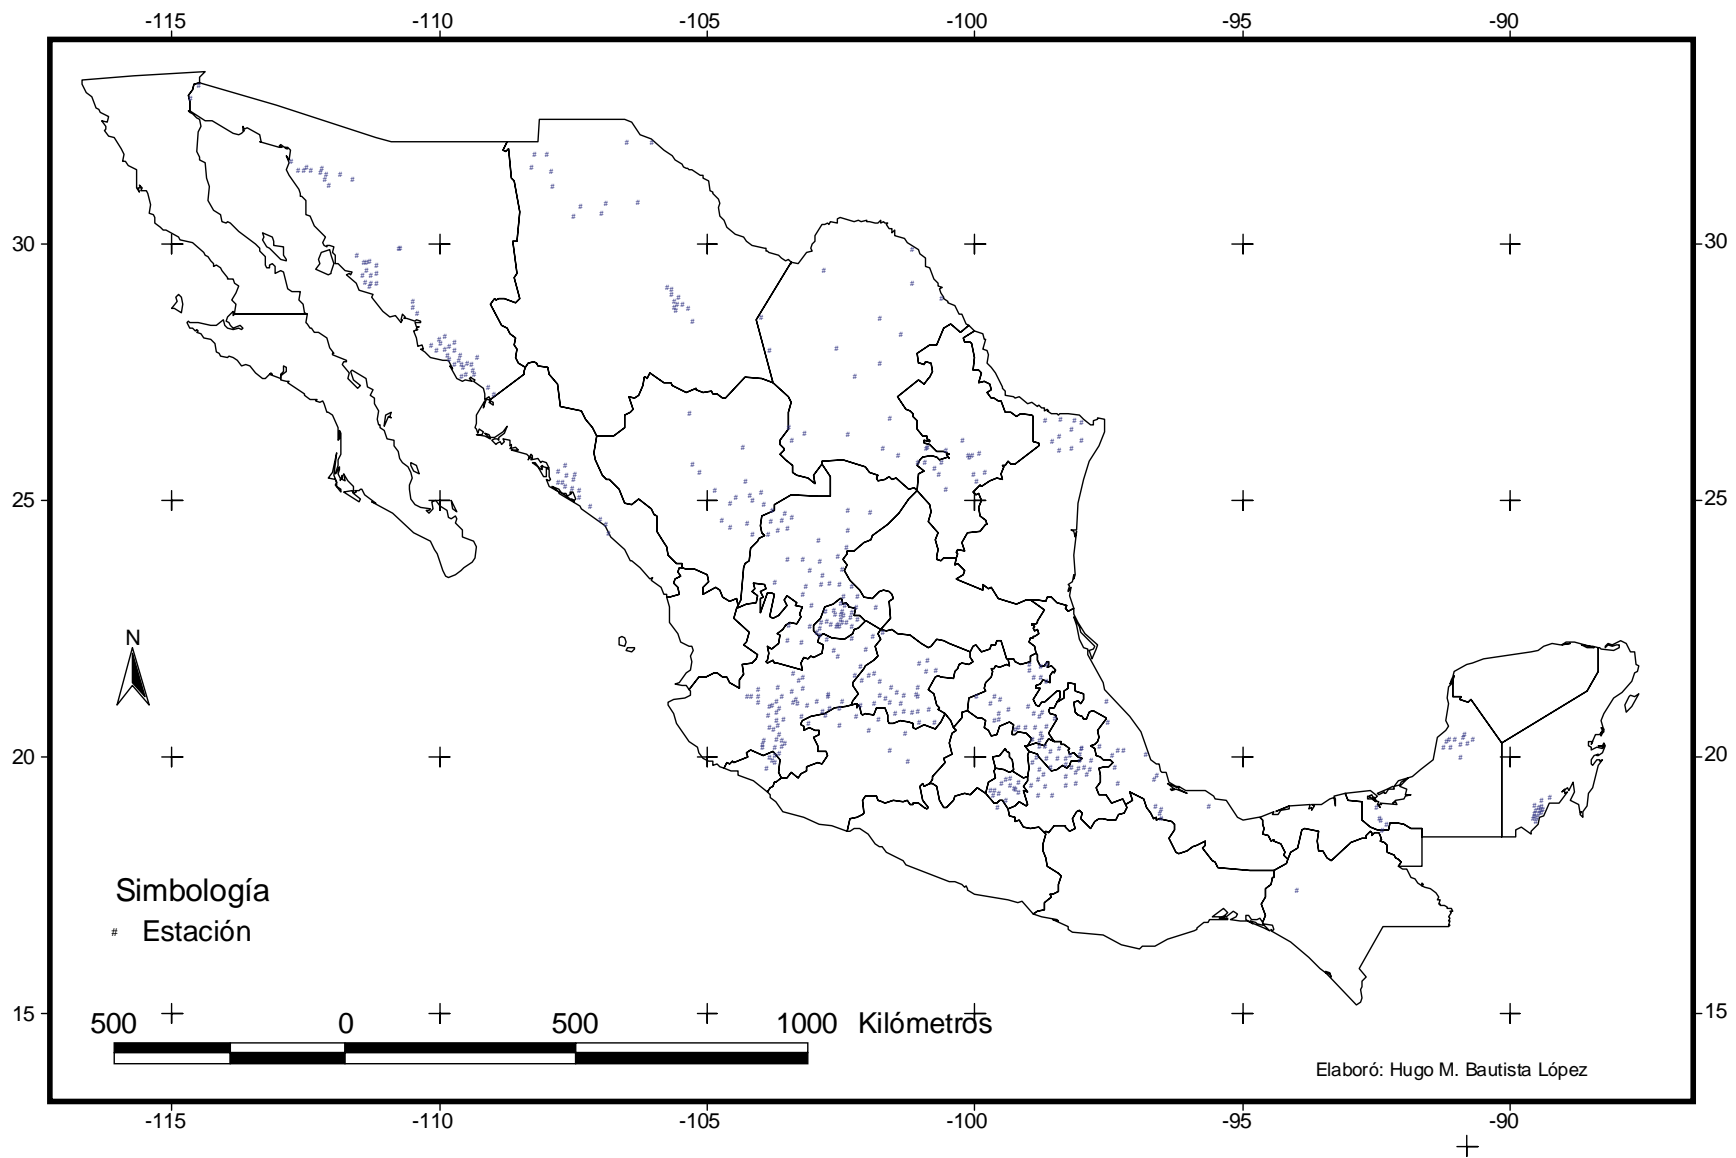 -115 -110 -105 -100 -95 -90
30 30
25 25
N
20 20
Simbología
# Estación
15 15
500 0 500 1000 Kilómetros
Elaboró: Hugo M. Bautista López
-115 -110 -105 -100 -95 -90